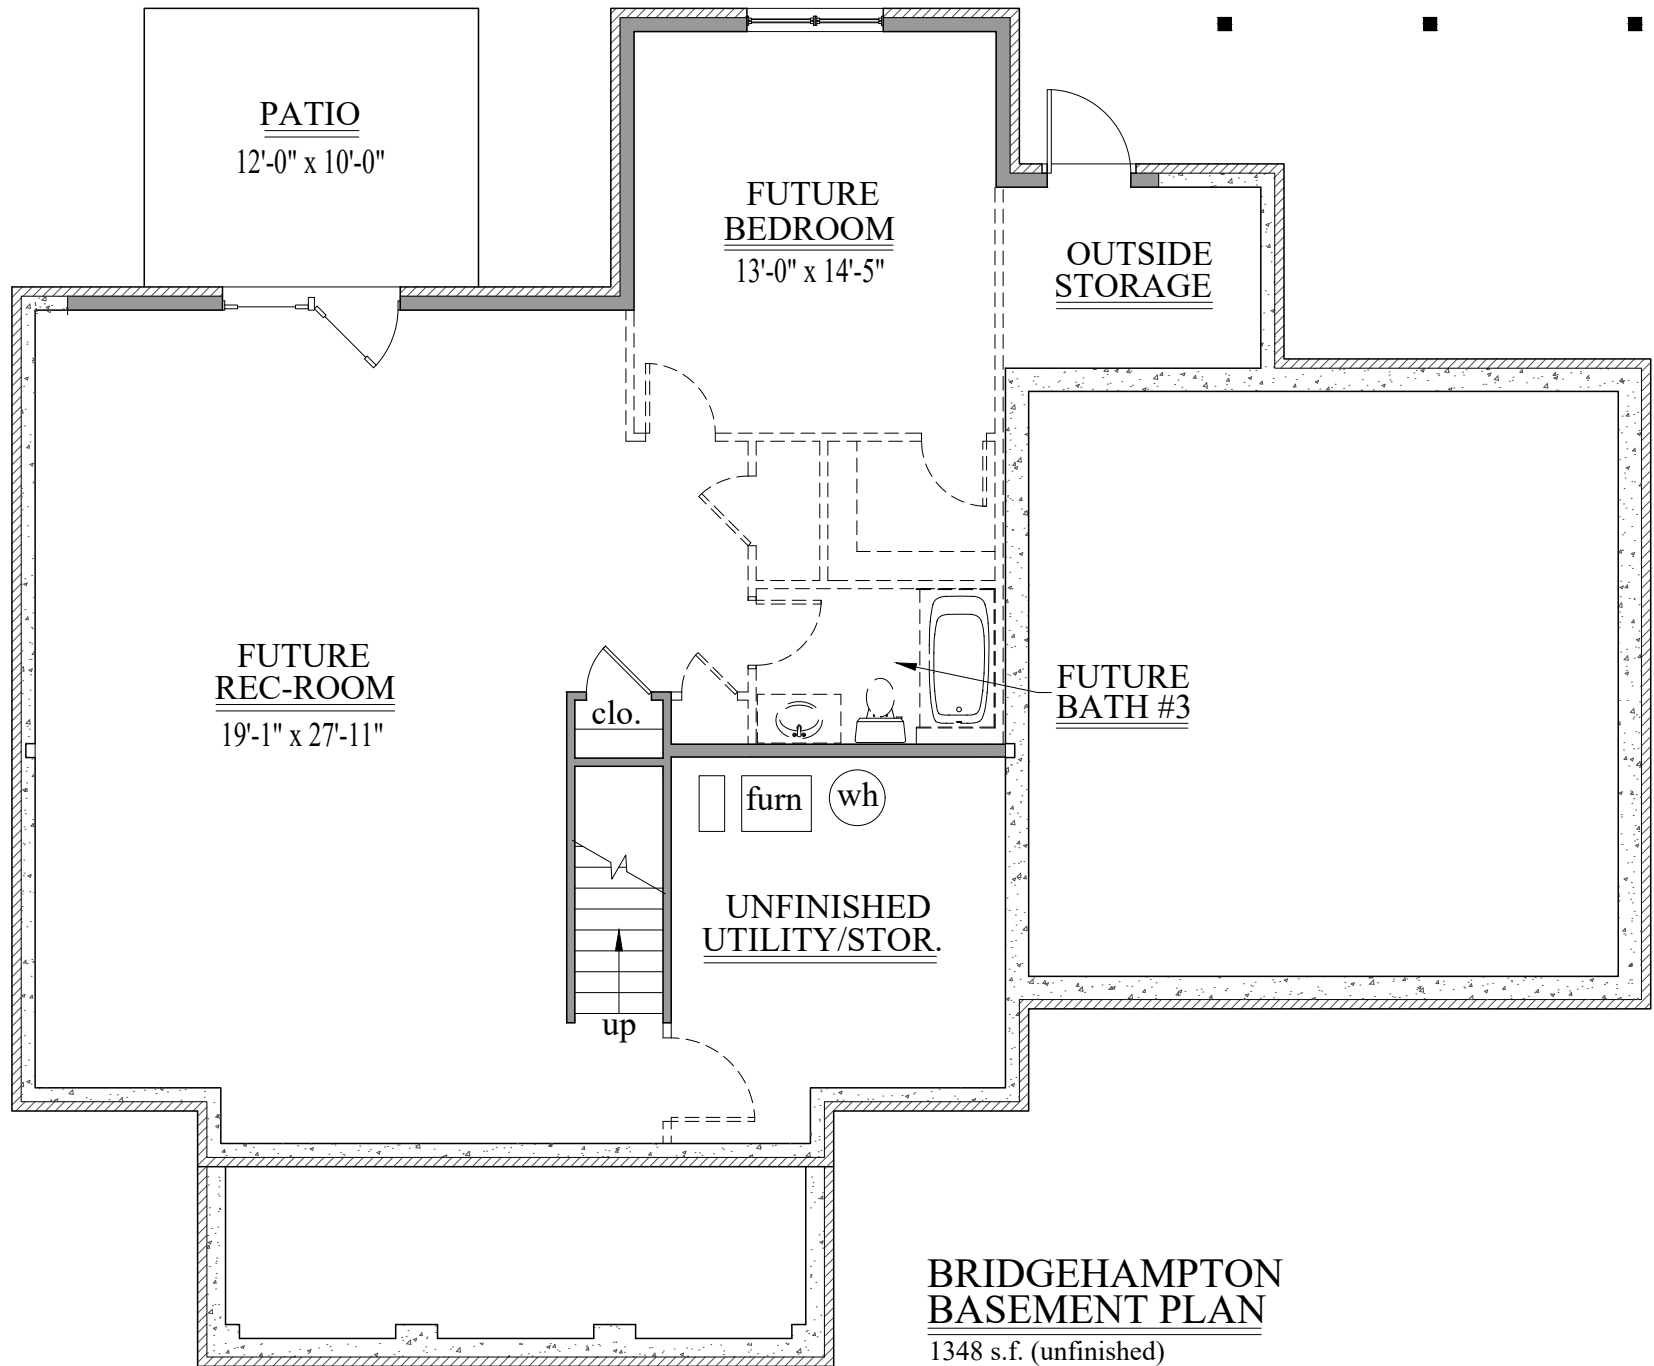 PATIO
12'-0" x 10'-0"
FUTURE
BEDROOM
13'-0" x 14'-5"
OUTSIDE
STORAGE
FUTURE
REC-ROOM
19'-1" x 27'-11"
clo.
FUTURE
BATH #3
furn
wh
UNFINISHED
UTILITY/STOR.
up
BRIDGEHAMPTON
BASEMENT PLAN
1348 s.f. (unfinished)